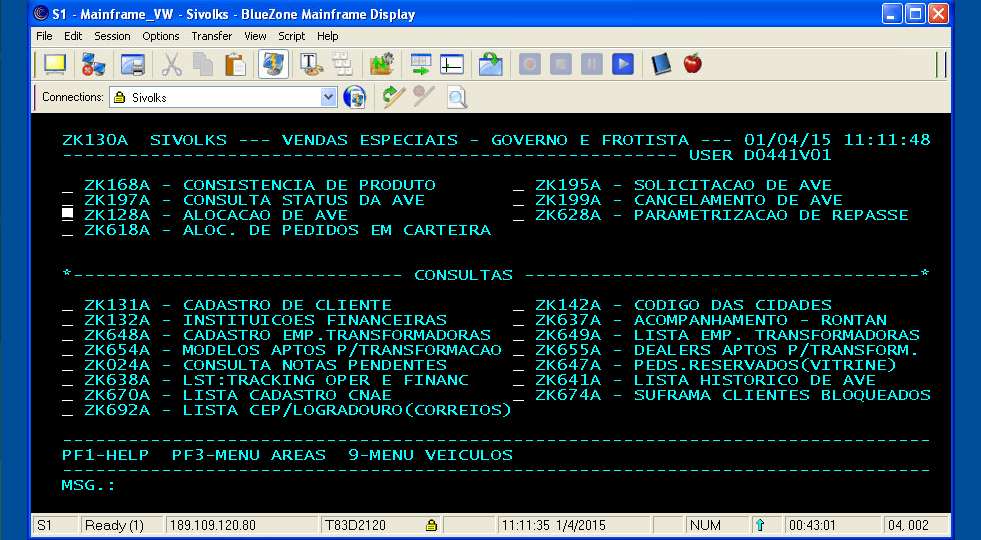 S1 - Mainframe_VW - Sivolks - BlueZone Mainframe Display
File Edit Session Options Transfer View Script Help
Connections: Sivolks
ZK130A SIVOLKS --- VENDAS ESPECIAIS - GOVERNO E FROTISTA --- 01/04/15 11:11:48
-------------------------------------------------------- USER DO441V01
_ ZK168A - CONSISTENCIA DE PRODUTO _ ZK195A - SOLICITACAO DE AVE
_ ZK197A - CONSULTA STATUS DA AVE _ ZK199A - CANCELAMENTO DE AVE
ZK128A - ALOCACAO DE AVE _ ZK628A - PARAMETRIZACAO DE REPASSE
_ ZK618A - ALOC. DE PEDIDOS EM CARTEIRA
*------------------------------ CONSULTAS ------------------------------------*
_ ZK131A - CADASTRO DE CLIENTE _ ZK142A - CODIGO DAS CIDADES
_ ZK132A - INSTITUICOES FINANCEIRAS _ ZK637A - ACOMPANHAMENTO - RONTAN
_ ZK648A - CADASTRO EMP.TRANSFORMADORAS _ ZK649A - LISTA EMP. TRANSFORMADORAS
_ ZK654A - MODELOS APTOS P/TRANSFORMACAO _ ZK655A - DEALERS APTOS P/TRANSFORM.
_ ZK024A - CONSULTA NOTAS PENDENTES _ ZK647A - PEDS.RESERVADOS(VITRINE)
_ ZK638A - LST:TRACKING OPER E FINANC _ ZK641A - LISTA HISTORICO DE AVE
_ ZK670A - LISTA CADASTRO CNAE _ ZK674A - SUFRAMA CLIENTES BLOQUEADOS
_ ZK692A - LISTA CEP/LOGRADOURO(CORREIOS)
-------------------------------------------------------------------------------
PF1-HELP PF3-MENU AREAS 9-MENU VEICULOS
-------------------------------------------------------------------------------
MSG.:
S1 Ready (1) 189.109.120.80 T83D2120 11:11:35 1/4/2015 NUM 00:43:01 04,002